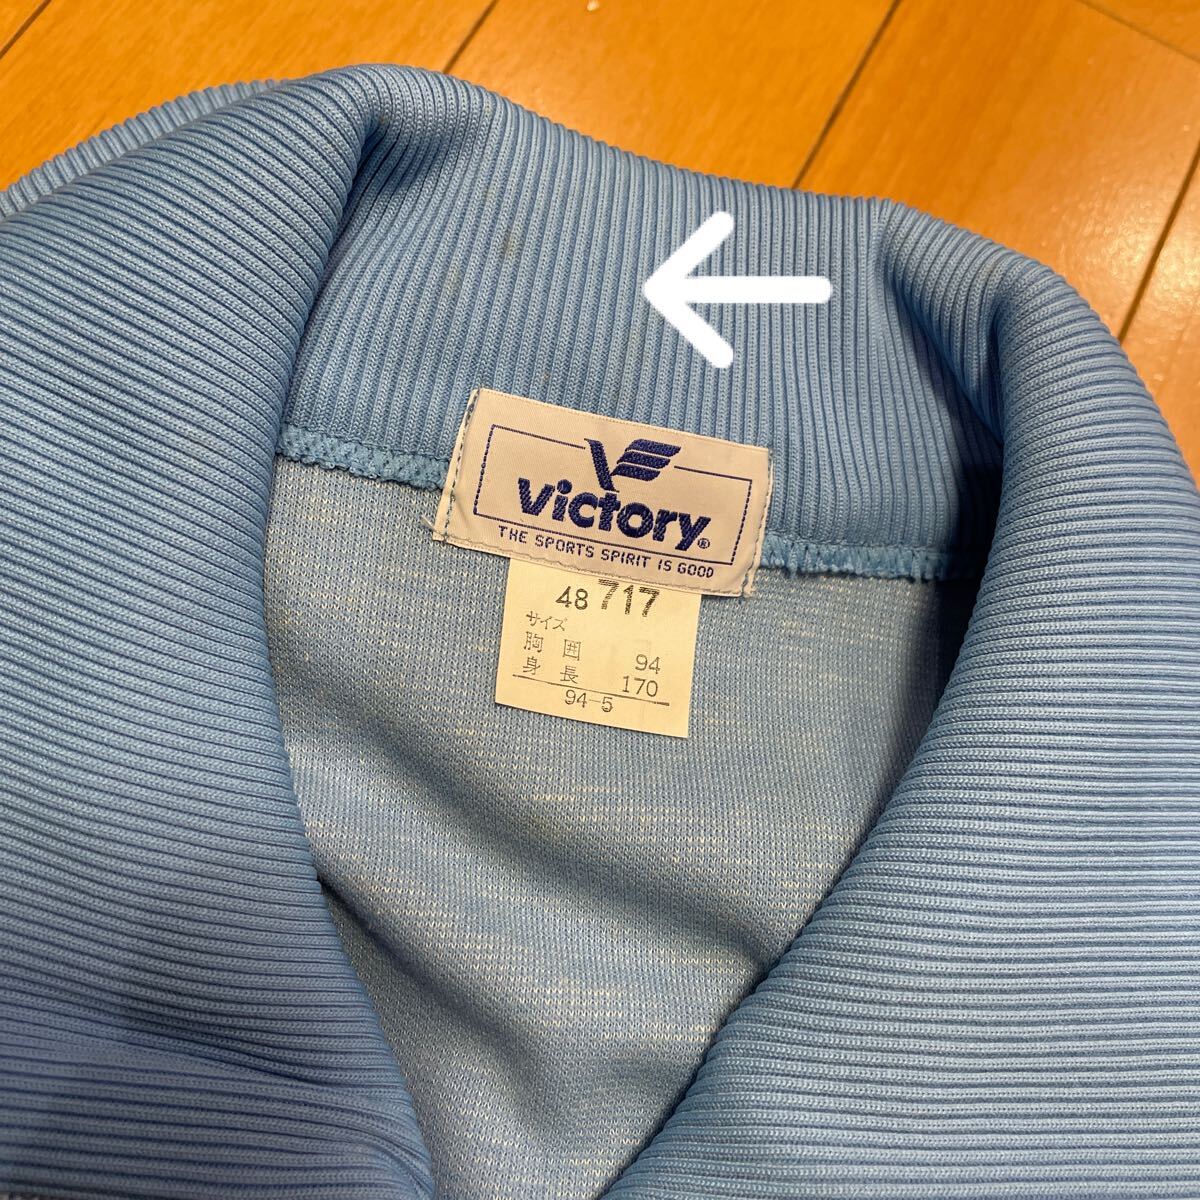 Victory®
THE SPORTS SPIRIT IS GOOD
48 717
サイズ
胸囲 94
身長 170
94-5